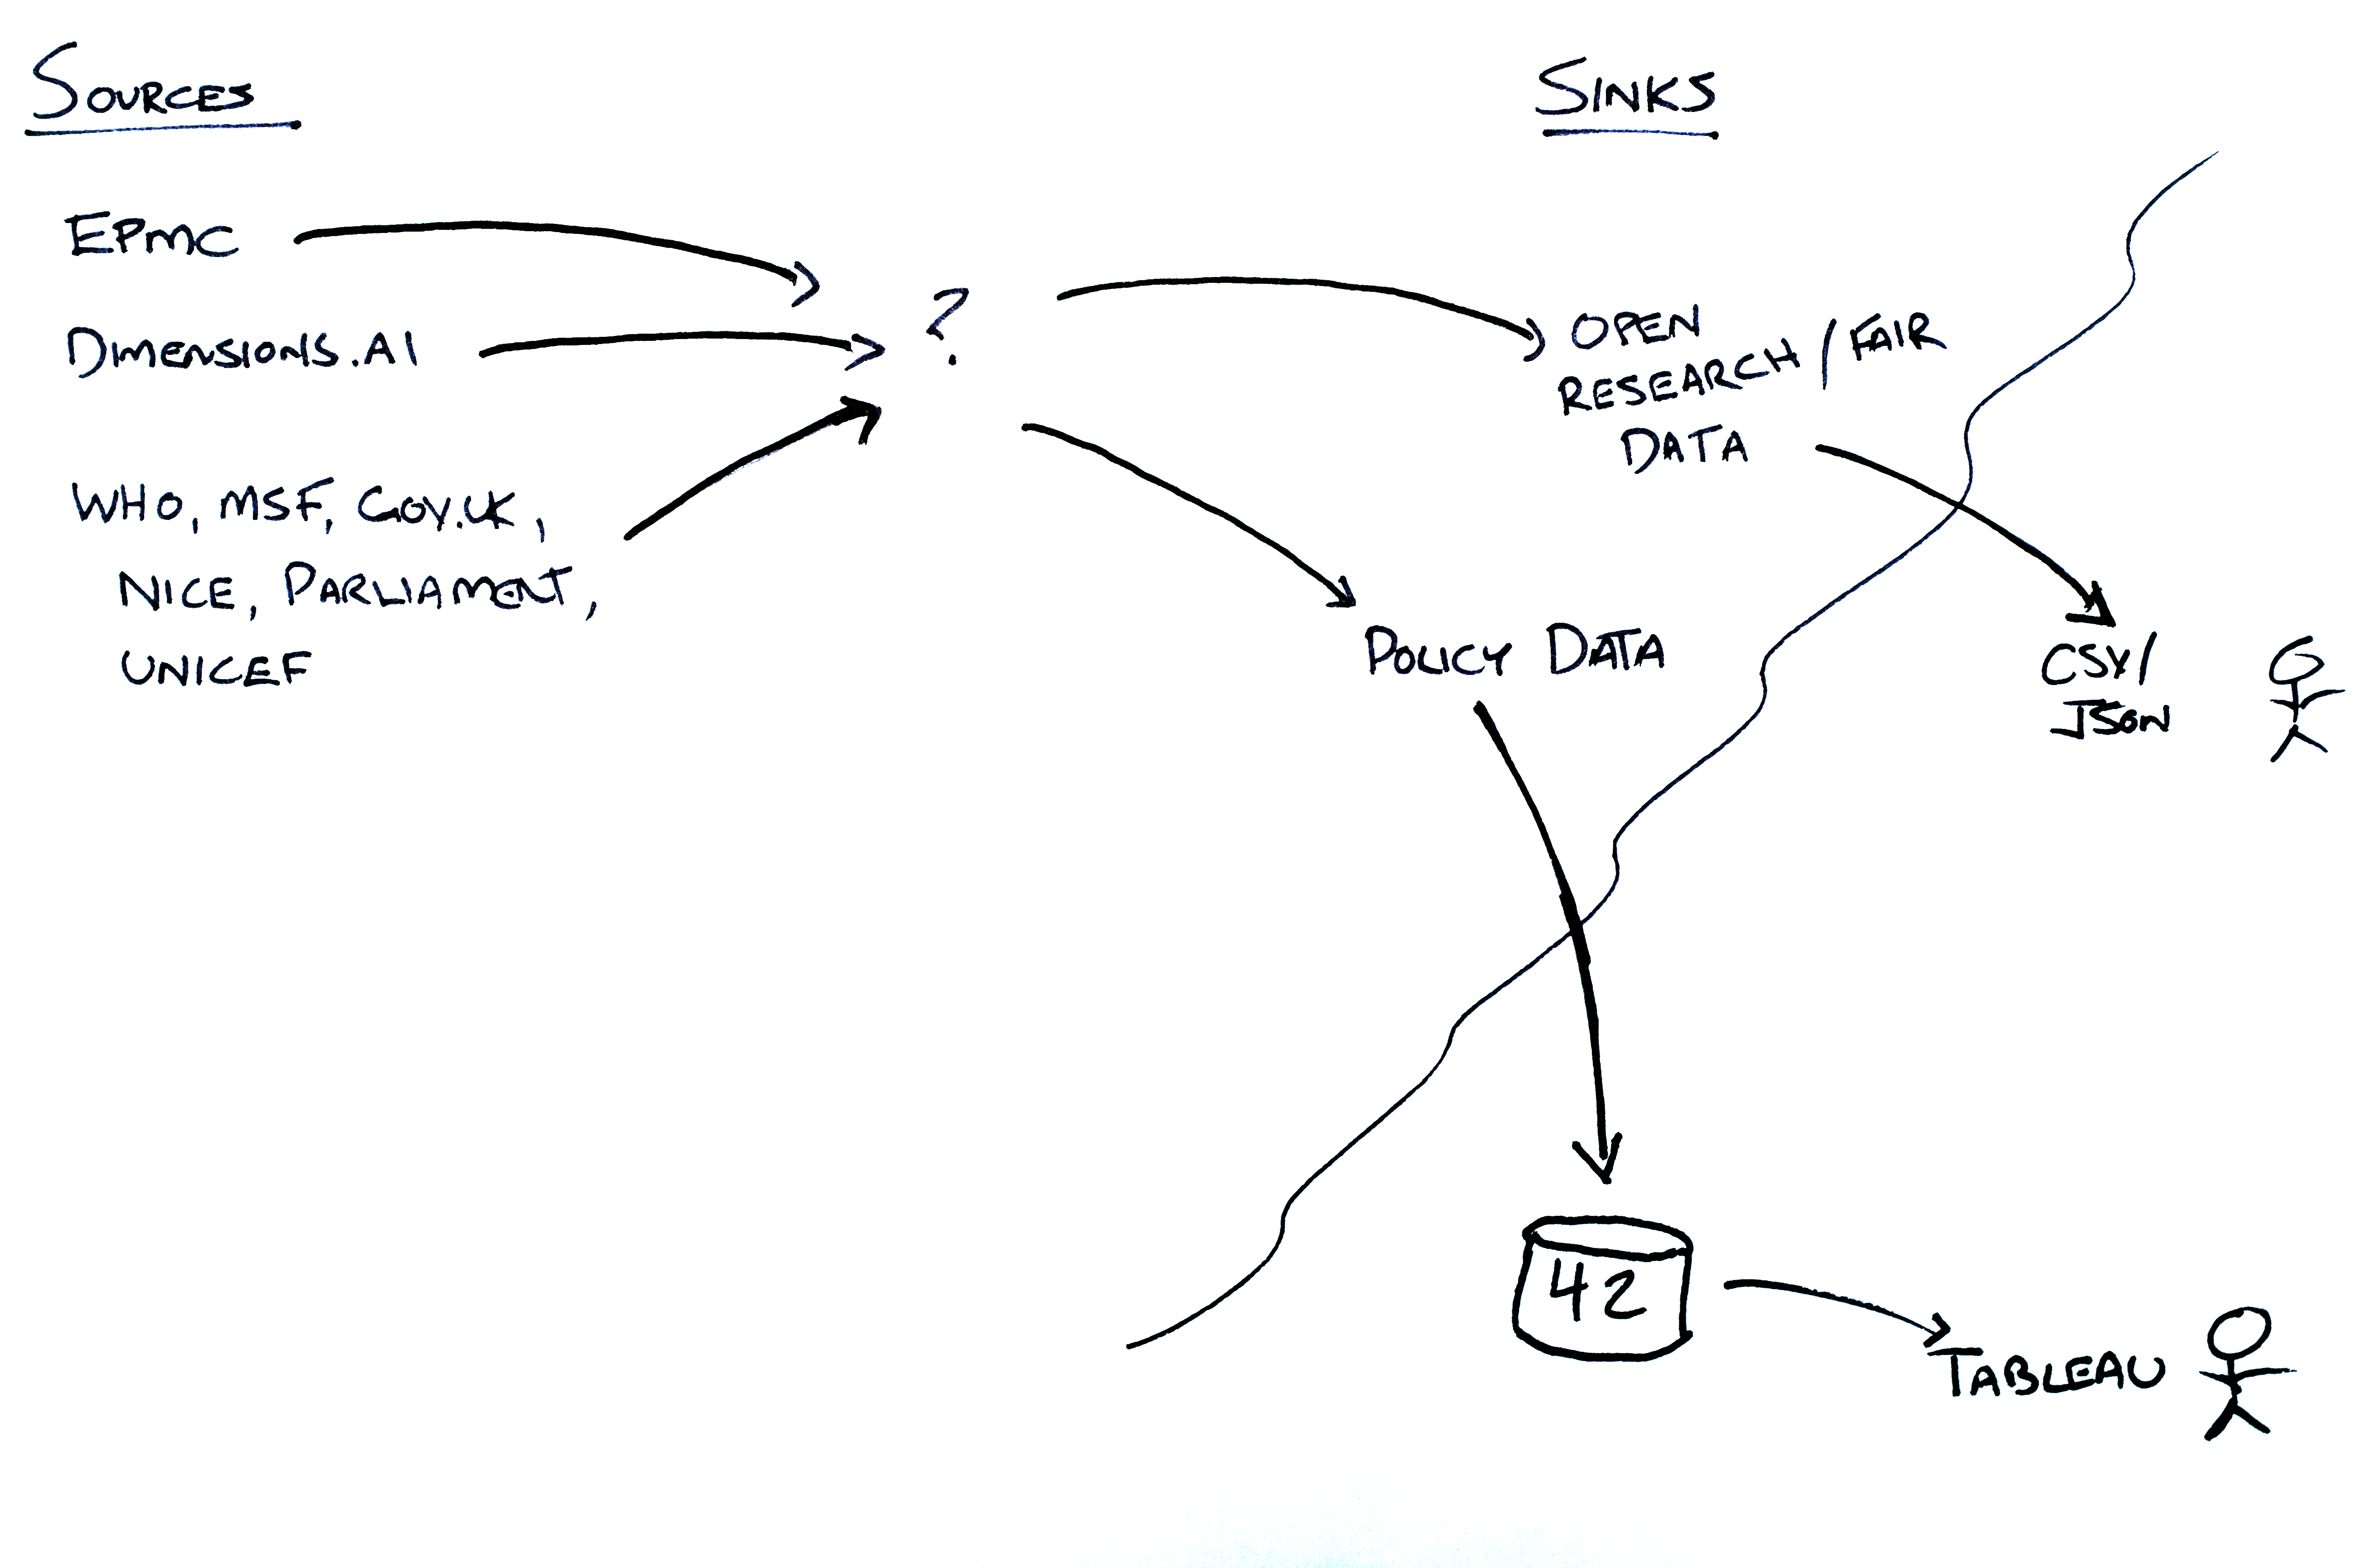 SOURCES
SINKS
EPMC
DIMENSIONS.AI
?
OPEN
RESEARCH / FAIR
DATA
WHO, MSF, GOV.UK,
NICE, PARLIAMENT,
UNICEF
POLICY DATA
CSV/
JSON
42
TABLEAU